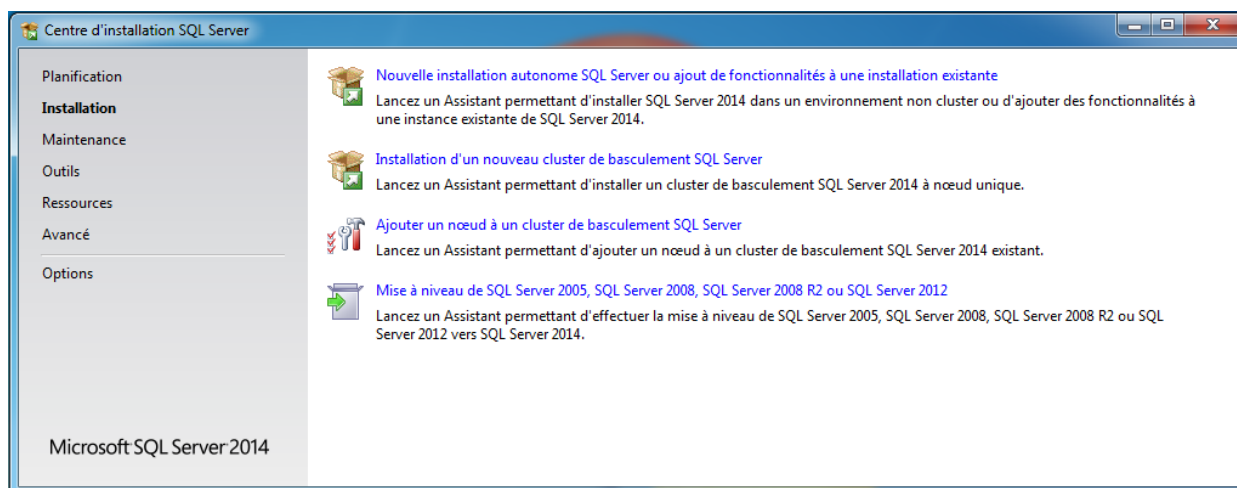 Centre d'installation SQL Server
Planification
Installation
Maintenance
Outils
Ressources
Avancé
Options
Microsoft SQL Server 2014
Nouvelle installation autonome SQL Server ou ajout de fonctionnalités à une installation existante
Lancez un Assistant permettant d'installer SQL Server 2014 dans un environnement non cluster ou d'ajouter des fonctionnalités à
une instance existante de SQL Server 2014.
Installation d'un nouveau cluster de basculement SQL Server
Lancez un Assistant permettant d'installer un cluster de basculement SQL Server 2014 à nœud unique.
Ajouter un nœud à un cluster de basculement SQL Server
Lancez un Assistant permettant d'ajouter un nœud à un cluster de basculement SQL Server 2014 existant.
Mise à niveau de SQL Server 2005, SQL Server 2008, SQL Server 2008 R2 ou SQL Server 2012
Lancez un Assistant permettant d'effectuer la mise à niveau de SQL Server 2005, SQL Server 2008, SQL Server 2008 R2 ou SQL
Server 2012 vers SQL Server 2014.